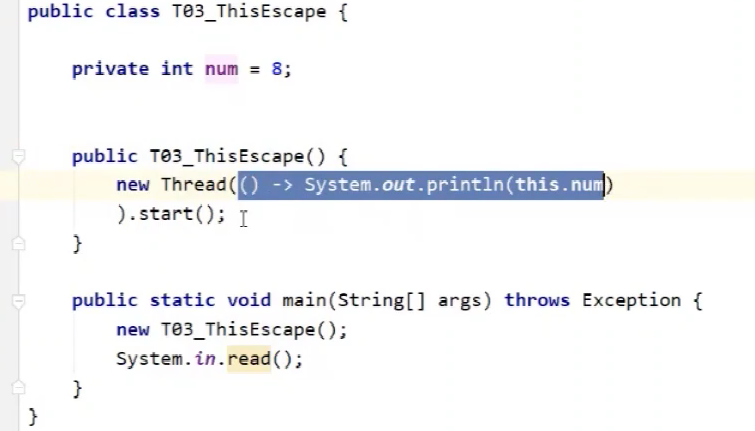 public class T03_ThisEscape {
private int num = 8;
public T03_ThisEscape() {
new Thread(() -> System.out.println(this.num)
).start();
}
public static void main(String[] args) throws Exception {
new T03_ThisEscape();
System.in.read();
}
}